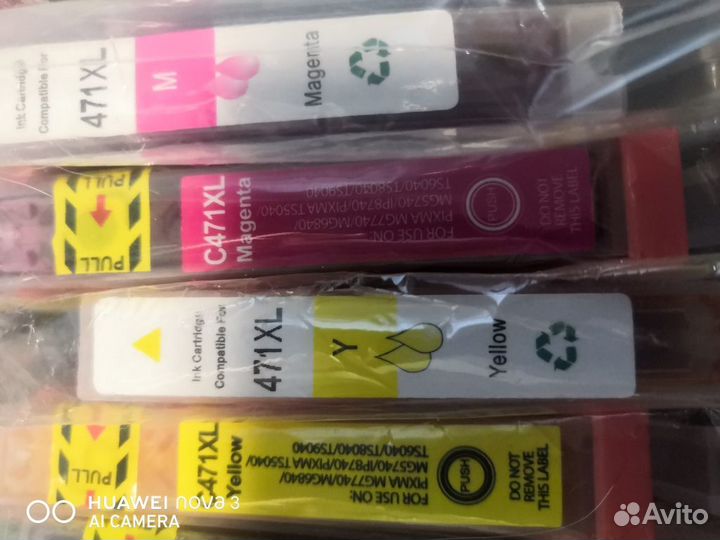 Ink Cartridge
Compatible For
471XL
M
Magenta
PULL
PULL
C471XL
Magenta
FOR USE ON:
PIXMA MG7740/MG6840/
MG5740/IP8740/PIXMA TS5040/
TS6040/TS8040/TS9040
PUSH
DO NOT
REMOVE
THIS LABEL
Ink Cartridge
Compatible For
471XL
Y
Yellow
PULL
PULL
C471XL
Yellow
FOR USE ON:
PIXMA MG7740/MG6840/
MG5740/IP8740/PIXMA TS5040/
TS6040/TS8040/TS9040
PUSH
DO NOT
REMOVE
THIS LABEL
HUAWEI nova 3
AI CAMERA
Avito